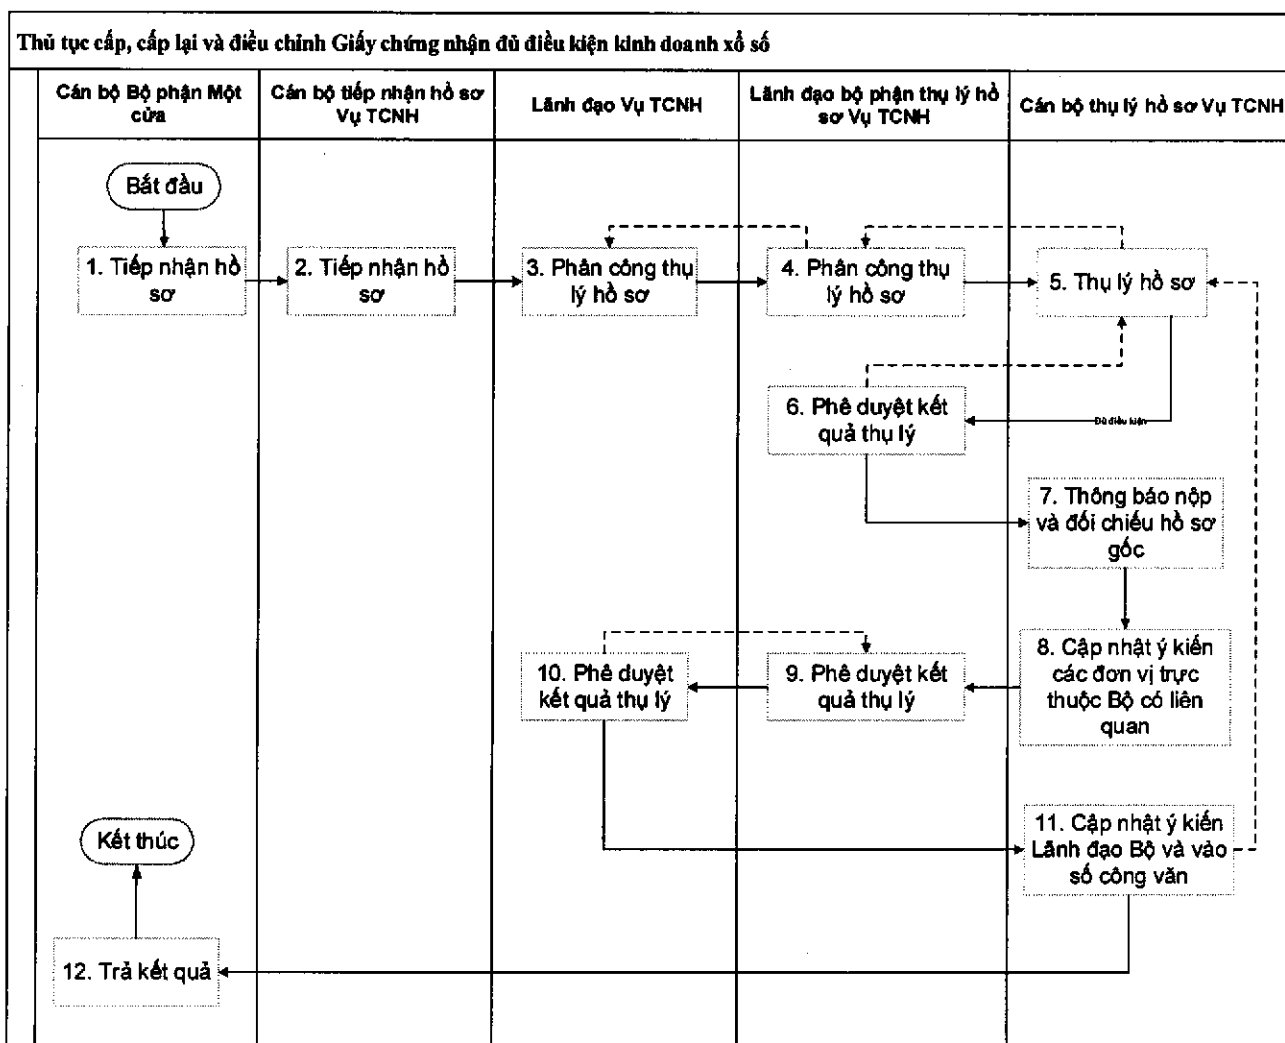 Thủ tục cấp, cấp lại và điều chỉnh Giấy chứng nhận đủ điều kiện kinh doanh xổ số
Cán bộ Bộ phận Một
cửa
Cán bộ tiếp nhận hồ sơ
Vụ TCNH
Lãnh đạo Vụ TCNH
Lãnh đạo bộ phận thụ lý hồ
sơ Vụ TCNH
Cán bộ thụ lý hồ sơ Vụ TCNH
Bắt đầu
1. Tiếp nhận hồ
sơ
2. Tiếp nhận hồ
sơ
3. Phân công thụ
lý hồ sơ
4. Phân công thụ
lý hồ sơ
5. Thụ lý hồ sơ
6. Phê duyệt kết
quả thụ lý
Đủ điều kiện
7. Thông báo nộp
và đối chiếu hồ sơ
gốc
8. Cập nhật ý kiến
các đơn vị trực
thuộc Bộ có liên
quan
9. Phê duyệt kết
quả thụ lý
10. Phê duyệt
kết quả thụ lý
11. Cập nhật ý kiến
Lãnh đạo Bộ và vào
số công văn
Kết thúc
12. Trả kết quả